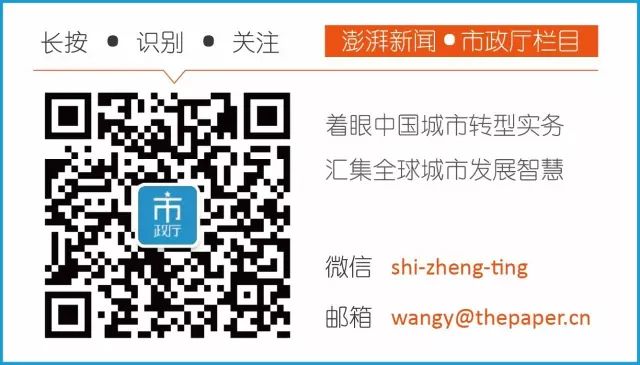 长按 • 识别 • 关注
澎湃新闻•市政厅栏目
市
政厅
着眼中国城市转型实务
汇集全球城市发展智慧
微信 shi-zheng-ting
邮箱 wangy@thepaper.cn